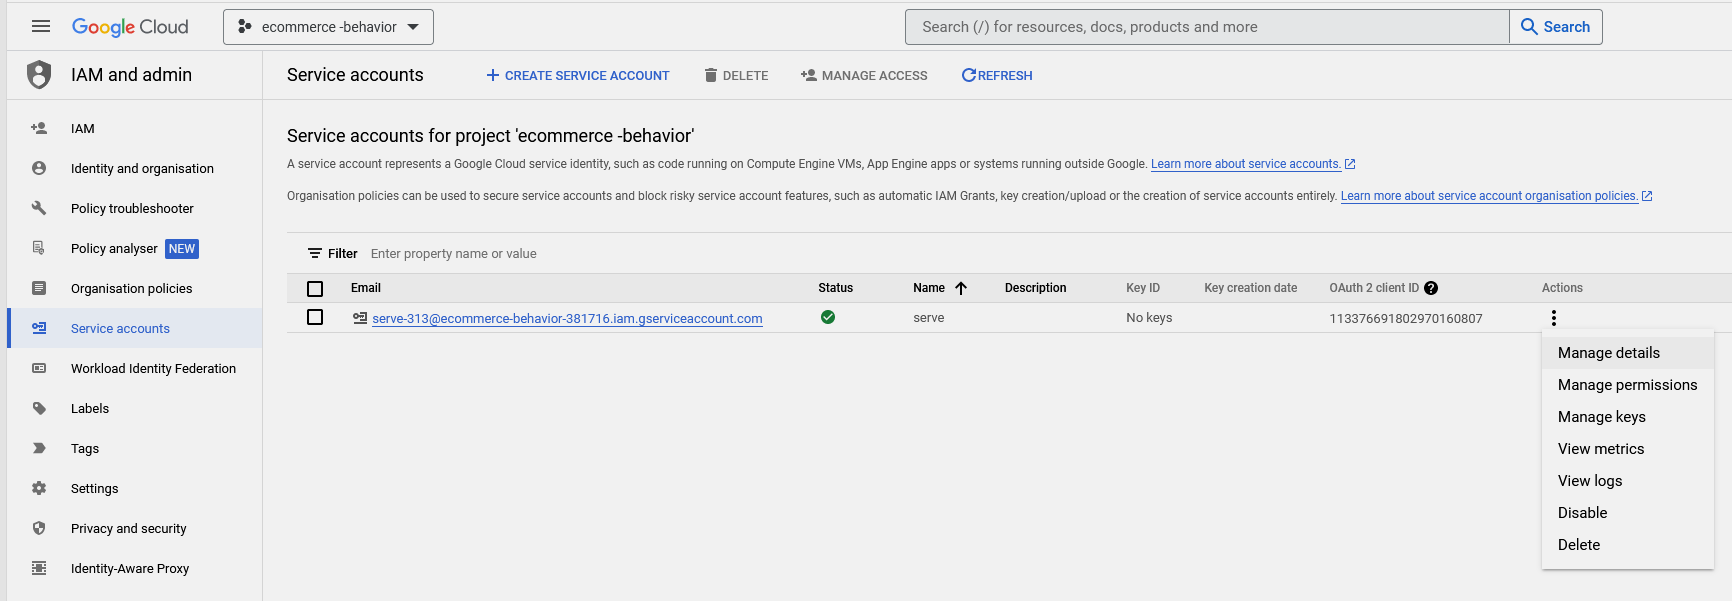 Google Cloud
ecommerce -behavior
Search (/) for resources, docs, products and more
Search
IAM and admin
Service accounts
CREATE SERVICE ACCOUNT
DELETE
MANAGE ACCESS
REFRESH
IAM
Identity and organisation
Policy troubleshooter
Policy analyser NEW
Organisation policies
Service accounts
Workload Identity Federation
Labels
Tags
Settings
Privacy and security
Identity-Aware Proxy
Service accounts for project 'ecommerce -behavior'
A service account represents a Google Cloud service identity, such as code running on Compute Engine VMs, App Engine apps or systems running outside Google. Learn more about service accounts.
Organisation policies can be used to secure service accounts and block risky service account features, such as automatic IAM Grants, key creation/upload or the creation of service accounts entirely. Learn more about service account organisation policies.
Filter Enter property name or value
Email Status Name Description Key ID Key creation date OAuth 2 client ID Actions
serve-313@ecommerce-behavior-381716.iam.gserviceaccount.com serve No keys 113376691802970160807
Manage details
Manage permissions
Manage keys
View metrics
View logs
Disable
Delete